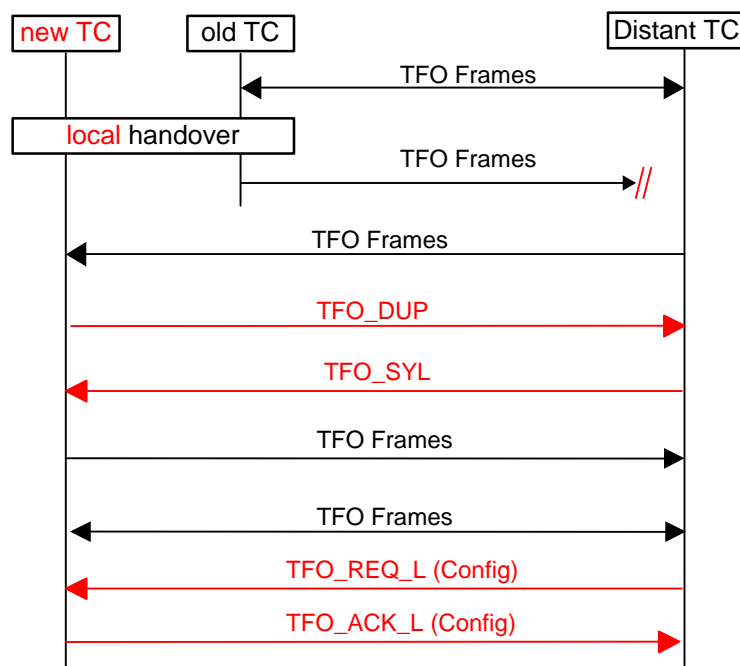 new TC
old TC
Distant TC
TFO Frames
local handover
TFO Frames
TFO Frames
TFO_DUP
TFO_SYL
TFO Frames
TFO Frames
TFO_REQ_L (Config)
TFO_ACK_L (Config)